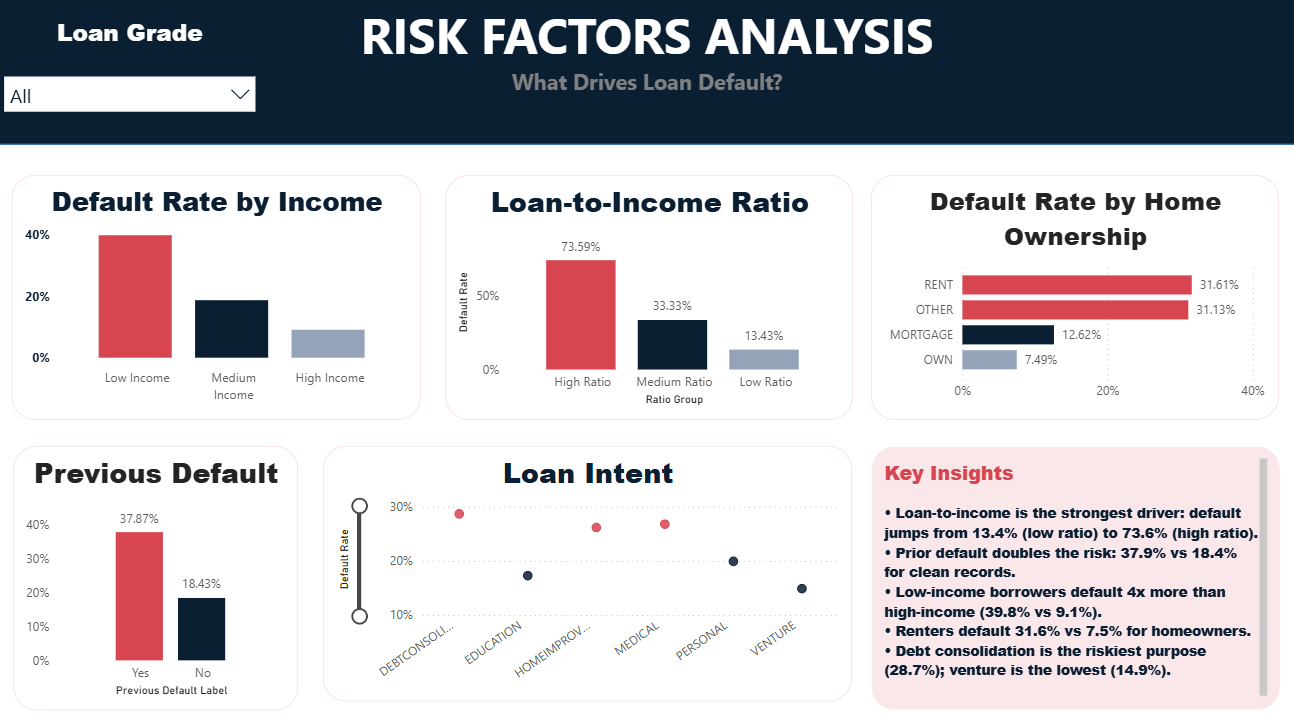 Loan Grade
RISK FACTORS ANALYSIS
What Drives Loan Default?
All
Default Rate by Income
40%
20%
0%
Low Income
Medium
Income
High Income
Loan-to-Income Ratio
Default Rate
50%
0%
73.59%
33.33%
13.43%
High Ratio
Medium Ratio
Low Ratio
Ratio Group
Default Rate by Home
Ownership
RENT
31.61%
OTHER
31.13%
MORTGAGE
12.62%
OWN
7.49%
0%
20%
40%
Previous Default
40%
30%
20%
10%
0%
37.87%
18.43%
Yes
No
Previous Default Label
Loan Intent
Default Rate
30%
20%
10%
DEBTCONSOLI...
EDUCATION
HOMEIMPROV...
MEDICAL
PERSONAL
VENTURE
Key Insights
• Loan-to-income is the strongest driver: default
jumps from 13.4% (low ratio) to 73.6% (high ratio).
• Prior default doubles the risk: 37.9% vs 18.4%
for clean records.
• Low-income borrowers default 4x more than
high-income (39.8% vs 9.1%).
• Renters default 31.6% vs 7.5% for homeowners.
• Debt consolidation is the riskiest purpose
(28.7%); venture is the lowest (14.9%).